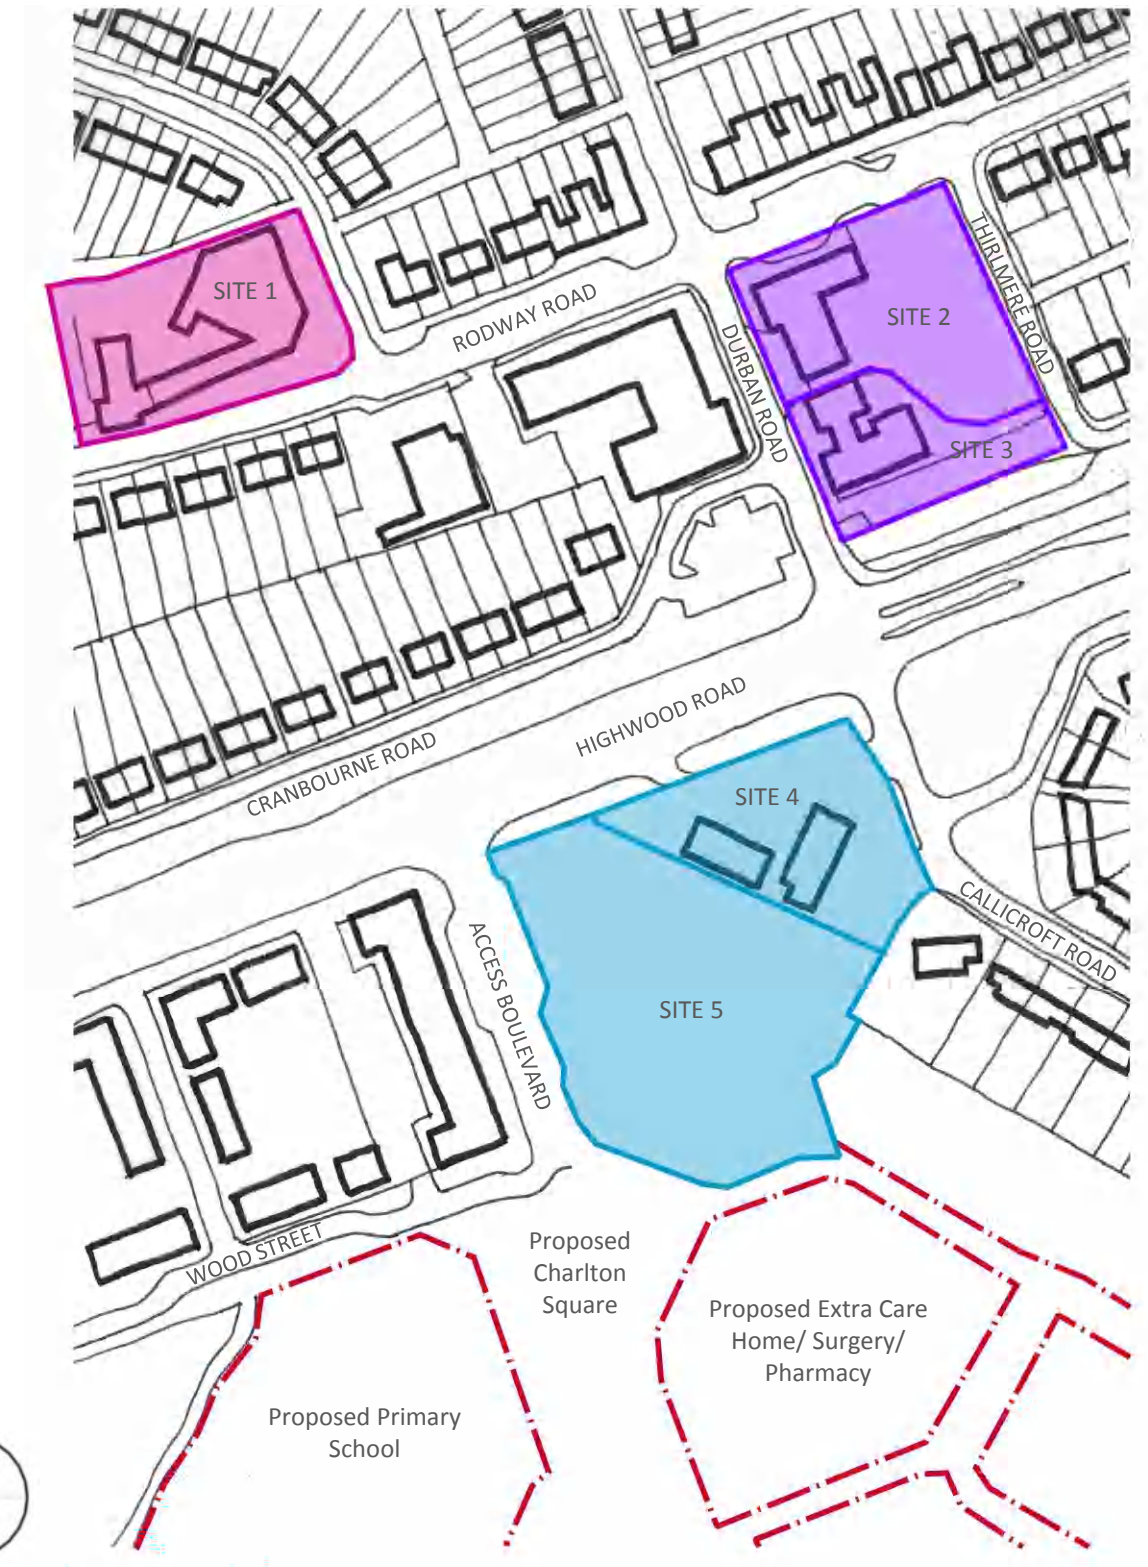 SITE 1
RODWAY ROAD
SITE 2
THIRLMERE ROAD
DURBAN ROAD
SITE 3
HIGHWOOD ROAD
CRANBOURNE ROAD
SITE 4
CALLICROFT ROAD
ACCESS BOULEVARD
SITE 5
WOOD STREET
Proposed
Charlton
Square
Proposed Extra Care
Home/ Surgery/
Pharmacy
Proposed Primary
School